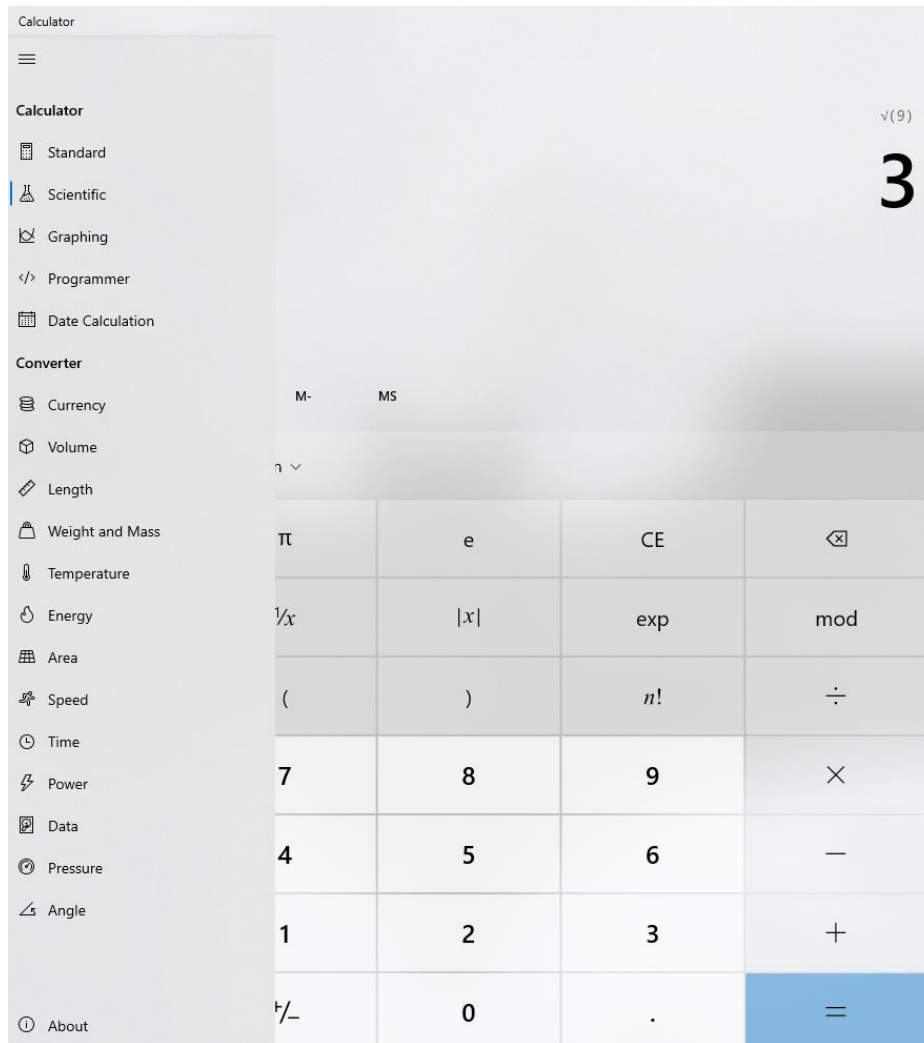 Calculator
Calculator
Standard
Scientific
Graphing
Programmer
Date Calculation
Converter
Currency
Volume
Length
Weight and Mass
Temperature
Energy
Area
Speed
Time
Power
Data
Pressure
Angle
About
√(9)
3
M- MS
n
π e CE
¹/x |x| exp mod
( ) n! ÷
7 8 9 ×
4 5 6 −
1 2 3 +
+/− 0 . =